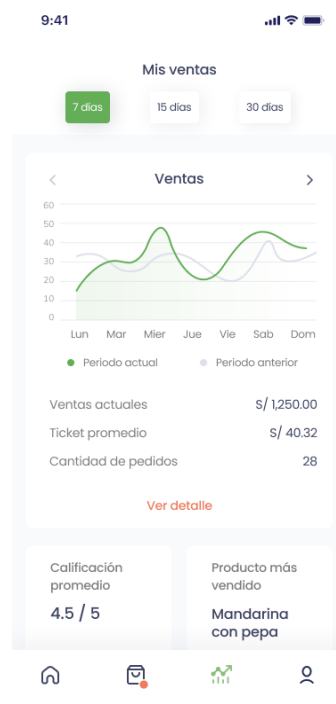 9:41
Mis ventas
7 días
15 días
30 días
Ventas
60
50
40
30
20
10
0
Lun Mar Mier Jue Vie Sab Dom
Periodo actual
Periodo anterior
Ventas actuales S/ 1,250.00
Ticket promedio S/ 40.32
Cantidad de pedidos 28
Ver detalle
Calificación
promedio
4.5 / 5
Producto más
vendido
Mandarina
con pepa